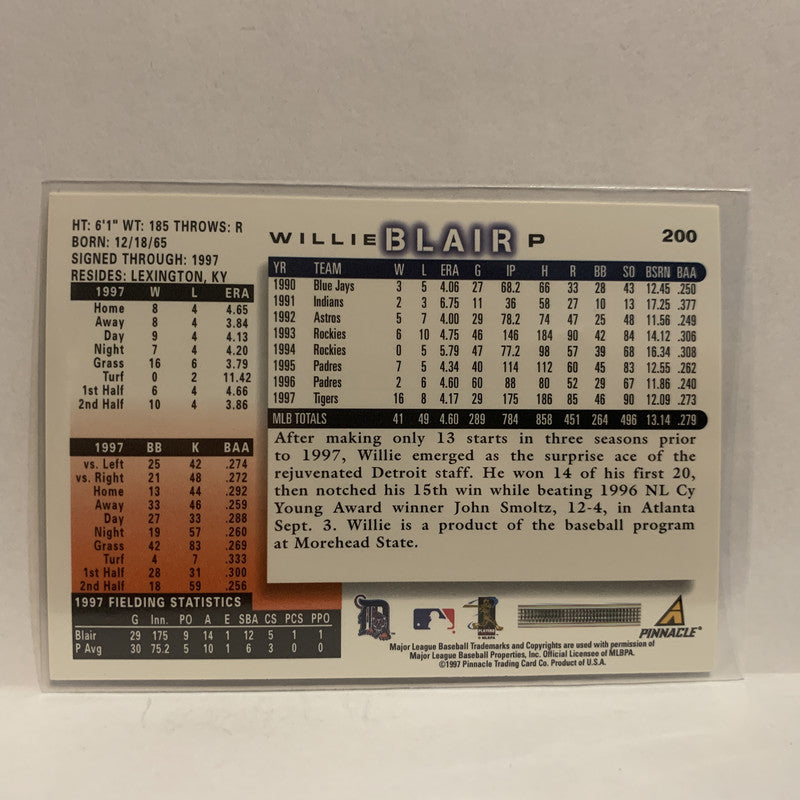 HT: 6'1" WT: 185 THROWS: R
BORN: 12/18/65
SIGNED THROUGH: 1997
RESIDES: LEXINGTON, KY
WILLIE BLAIR P
200
1997 W L ERA
Home 8 4 4.65
Away 8 4 3.84
Day 9 4 4.13
Night 7 4 4.20
Grass 16 6 3.79
Turf 0 2 11.42
1st Half 6 4 4.66
2nd Half 10 4 3.86
1997 BB K BAA
vs. Left 25 42 .274
vs. Right 21 48 .272
Home 13 44 .292
Away 33 46 .259
Day 27 33 .288
Night 19 57 .260
Grass 42 83 .269
Turf 4 7 .333
1st Half 28 31 .300
2nd Half 18 59 .256
1997 FIELDING STATISTICS
G Inn. PO A E SBA CS PCS PPO
Blair 29 175 9 14 1 12 5 1 1
P Avg 30 75.2 5 10 1 6 3 0 0
YR TEAM W L ERA G IP H R BB SO BSRN BAA
1990 Blue Jays 3 5 4.06 27 68.2 66 33 28 43 12.45 .250
1991 Indians 2 3 6.75 11 36 58 27 10 13 17.25 .377
1992 Astros 5 7 4.00 29 78.2 74 47 25 48 11.56 .249
1993 Rockies 6 10 4.75 46 146 184 90 42 84 14.12 .306
1994 Rockies 0 5 5.79 47 77.2 98 57 39 68 16.34 .308
1995 Padres 7 5 4.34 40 114 112 60 45 83 12.55 .262
1996 Padres 2 6 4.60 60 88 80 52 29 67 11.86 .240
1997 Tigers 16 8 4.17 29 175 186 85 46 90 12.09 .273
MLB TOTALS 41 49 4.60 289 784 858 451 264 496 13.14 .279
After making only 13 starts in three seasons prior
to 1997, Willie emerged as the surprise ace of the
rejuvenated Detroit staff. He won 14 of his first 20,
then notched his 15th win while beating 1996 NL Cy
Young Award winner John Smoltz, 12-4, in Atlanta
Sept. 3. Willie is a product of the baseball program
at Morehead State.
PINNACLE
Major League Baseball Trademarks and Copyrights are used with permission of
Major League Baseball Properties, Inc. Official Licensee of MLBPA.
©1997 Pinnacle Trading Card Co. Product of U.S.A.